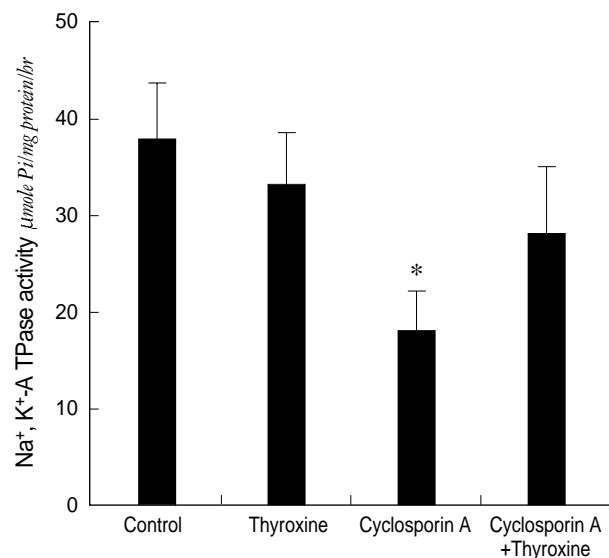 50
40
30
20
10
0
Na+, K+-A TPase activity µmole Pi/mg protein/hr
*
Control
Thyroxine
Cyclosporin A
Cyclosporin A
+Thyroxine